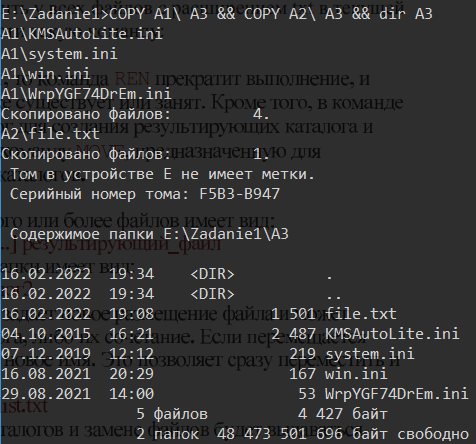 E:\Zadanie1>COPY A1\ A3 && COPY A2\ A3 && dir A3
A1\KMSAutoLite.ini
A1\system.ini
A1\win.ini
A1\WrpYGF74DrEm.ini
Скопировано файлов:         4.
A2\file.txt
Скопировано файлов:         1.
 Том в устройстве E не имеет метки.
 Серийный номер тома: F5B3-B947

 Содержимое папки E:\Zadanie1\A3

16.02.2022  19:34    <DIR>          .
16.02.2022  19:34    <DIR>          ..
16.02.2022  19:08             1 501 file.txt
04.10.2015  16:21             2 487 KMSAutoLite.ini
07.12.2019  12:12               219 system.ini
16.08.2021  20:29               167 win.ini
29.08.2021  14:00                53 WrpYGF74DrEm.ini
               5 файлов          4 427 байт
               2 папок  48 473 501 696 байт свободно